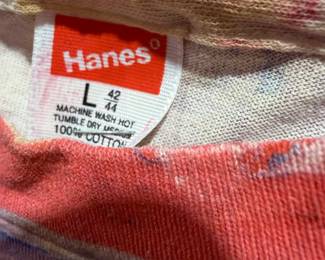 Hanes®
L 42
44
MACHINE WASH HOT
TUMBLE DRY
100% COTTON